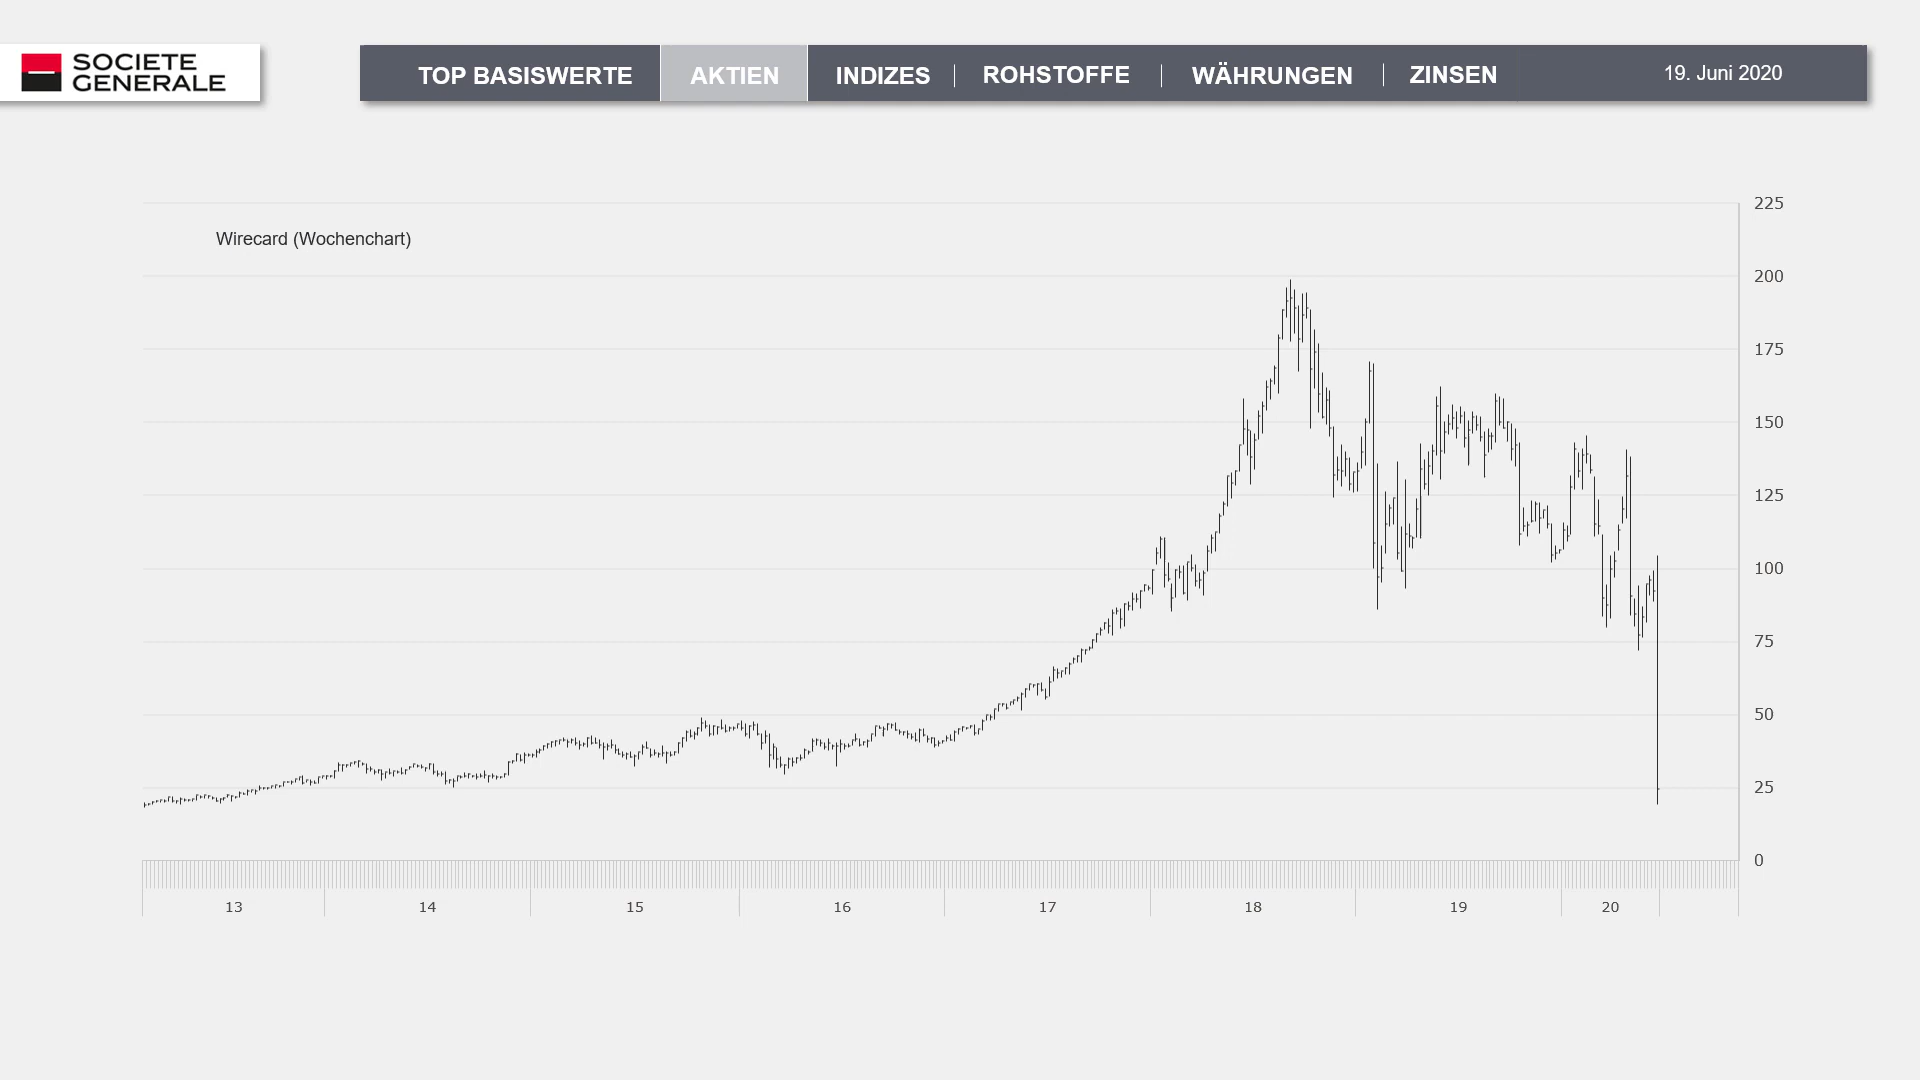 SOCIETE
GENERALE
TOP BASISWERTE
AKTIEN
INDIZES
ROHSTOFFE
WÄHRUNGEN
ZINSEN
19. Juni 2020
Wirecard (Wochenchart)
225
200
175
150
125
100
75
50
25
0
13
14
15
16
17
18
19
20